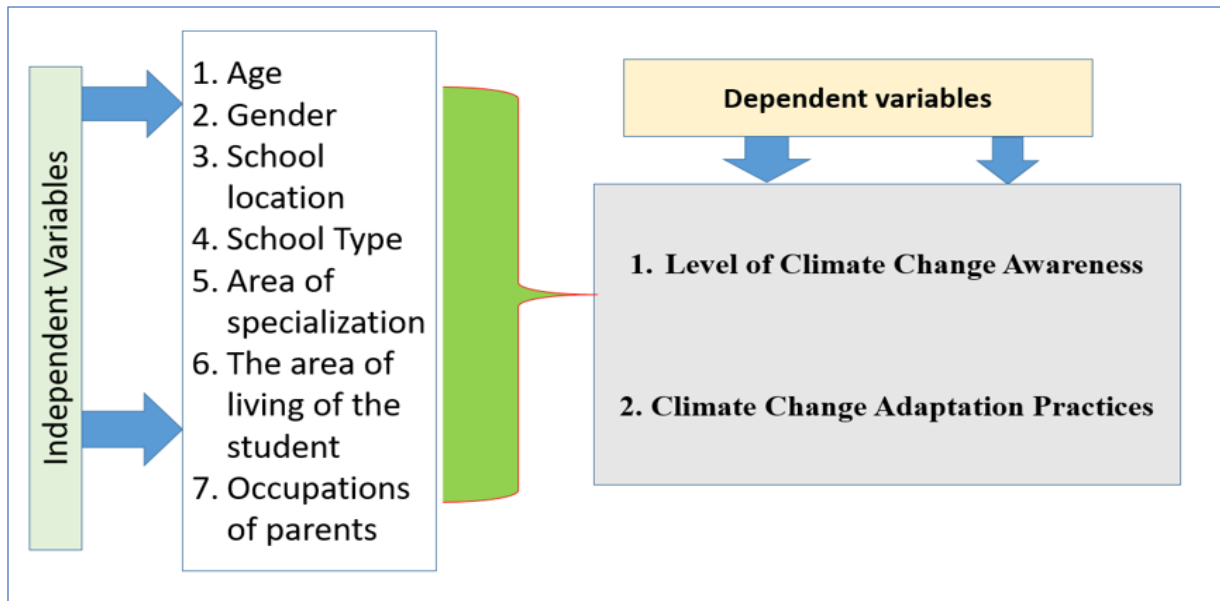 Independent Variables
1. Age
2. Gender
3. School
location
4. School Type
5. Area of
specialization
6. The area of
living of the
student
7. Occupations
of parents
Dependent variables
1. Level of Climate Change Awareness
2. Climate Change Adaptation Practices